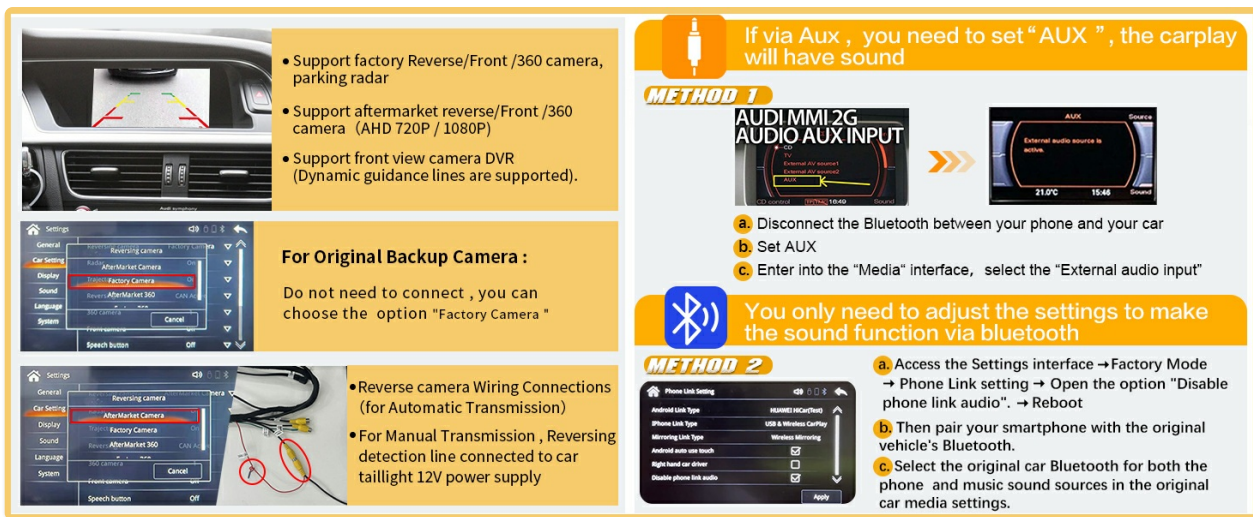 • Support factory Reverse/Front /360 camera,
parking radar
• Support aftermarket reverse/Front /360
camera（AHD 720P / 1080P）
• Support front view camera DVR
(Dynamic guidance lines are supported).
Audi symphony
Settings
General
Car Setting
Display
Sound
Language
System
Reversing camera
AfterMarket Camera
Factory Camera
AfterMarket 360
Cancel
Speech button Off
For Original Backup Camera :
Do not need to connect , you can
choose the option "Factory Camera "
Settings
General
Car Setting
Display
Sound
Language
System
Reversing camera
AfterMarket Camera
Factory Camera
AfterMarket 360
360 camera
Cancel
Speech button Off
•Reverse camera Wiring Connections
（for Automatic Transmission）
•For Manual Transmission , Reversing
detection line connected to car
taillight 12V power supply
If via Aux , you need to set“AUX ”, the carplay
will have sound
METHOD 1
AUDI MMI 2G
AUDIO AUX INPUT
CD
TV
External AV source1
External AV source2
AUX
CD control 16:49 Sound
AUX Source
External audio source is
active.
21.0°C 15:46 Sound
a. Disconnect the Bluetooth between your phone and your car
b. Set AUX
c. Enter into the “Media“ interface, select the “External audio input”
You only need to adjust the settings to make
the sound function via bluetooth
METHOD 2
Phone Link Setting
Android Link Type HUAWEI HiCar(Test)
IPhone Link Type USB & Wireless CarPlay
Mirroring Link Type Wireless Mirroring
Android auto use touch
Right hand car driver
Disable phone link audio
Apply
a. Access the Settings interface →Factory Mode
→ Phone Link setting → Open the option "Disable
phone link audio". → Reboot
b. Then pair your smartphone with the original
vehicle's Bluetooth.
c. Select the original car Bluetooth for both the
phone and music sound sources in the original
car media settings.